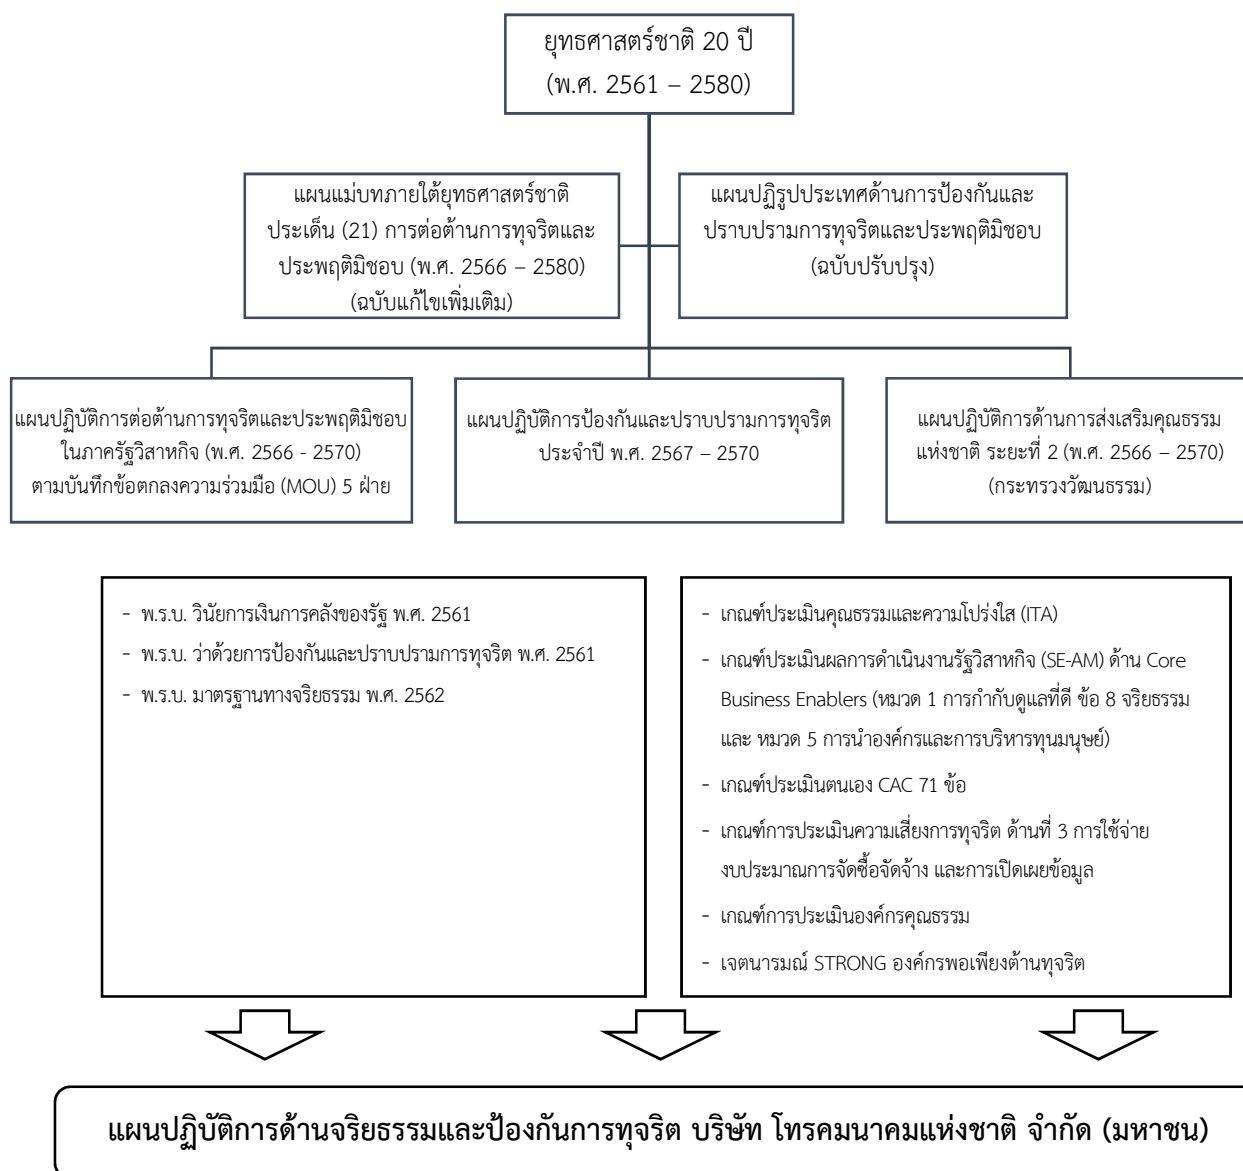 ยุทธศาสตร์ชาติ 20 ปี
(พ.ศ. 2561 – 2580)
แผนแม่บทภายใต้ยุทธศาสตร์ชาติ
ประเด็น (21) การต่อต้านการทุจริตและ
ประพฤติมิชอบ (พ.ศ. 2566 – 2580)
(ฉบับแก้ไขเพิ่มเติม)
แผนปฏิรูปประเทศด้านการป้องกันและ
ปราบปรามการทุจริตและประพฤติมิชอบ
(ฉบับปรับปรุง)
แผนปฏิบัติการต่อต้านการทุจริตและประพฤติมิชอบ
ในภาครัฐวิสาหกิจ (พ.ศ. 2566 - 2570)
ตามบันทึกข้อตกลงความร่วมมือ (MOU) 5 ฝ่าย
แผนปฏิบัติการป้องกันและปราบปรามการทุจริต
ประจำปี พ.ศ. 2567 – 2570
แผนปฏิบัติการด้านการส่งเสริมคุณธรรม
แห่งชาติ ระยะที่ 2 (พ.ศ. 2566 – 2570)
(กระทรวงวัฒนธรรม)
- พ.ร.บ. วินัยการเงินการคลังของรัฐ พ.ศ. 2561
- พ.ร.บ. ว่าด้วยการป้องกันและปราบปรามการทุจริต พ.ศ. 2561
- พ.ร.บ. มาตรฐานทางจริยธรรม พ.ศ. 2562
- เกณฑ์ประเมินคุณธรรมและความโปร่งใส (ITA)
- เกณฑ์ประเมินผลการดำเนินงานรัฐวิสาหกิจ (SE-AM) ด้าน Core
Business Enablers (หมวด 1 การกำกับดูแลที่ดี ข้อ 8 จริยธรรม
และ หมวด 5 การนำองค์กรและการบริหารทุนมนุษย์)
- เกณฑ์ประเมินตนเอง CAC 71 ข้อ
- เกณฑ์การประเมินความเสี่ยงการทุจริต ด้านที่ 3 การใช้จ่าย
งบประมาณการจัดซื้อจัดจ้าง และการเปิดเผยข้อมูล
- เกณฑ์การประเมินองค์กรคุณธรรม
- เจตนารมณ์ STRONG องค์กรพอเพียงต้านทุจริต
แผนปฏิบัติการด้านจริยธรรมและป้องกันการทุจริต บริษัท โทรคมนาคมแห่งชาติ จำกัด (มหาชน)